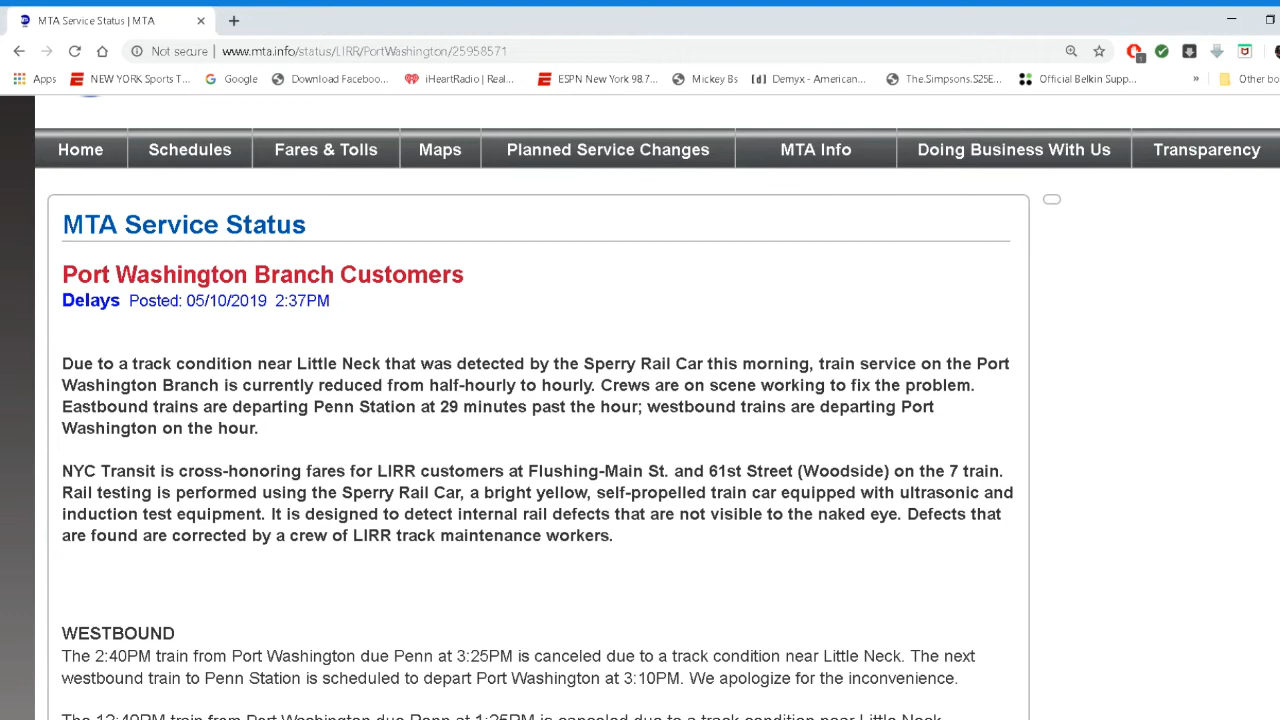 MTA Service Status | MTA
Not secure | www.mta.info/status/LIRR/PortWashington/25958571
Apps NEW YORK Sports T... Google Download Faceboo... iHeartRadio | Real... ESPN New York 98.7... Mickey Bs [d] Demyx - American... The.Simpsons.S25E... Official Belkin Supp... » Other bo
Home Schedules Fares & Tolls Maps Planned Service Changes MTA Info Doing Business With Us Transparency
MTA Service Status
Port Washington Branch Customers
Delays Posted: 05/10/2019 2:37PM
Due to a track condition near Little Neck that was detected by the Sperry Rail Car this morning, train service on the Port
Washington Branch is currently reduced from half-hourly to hourly. Crews are on scene working to fix the problem.
Eastbound trains are departing Penn Station at 29 minutes past the hour; westbound trains are departing Port
Washington on the hour.
NYC Transit is cross-honoring fares for LIRR customers at Flushing-Main St. and 61st Street (Woodside) on the 7 train.
Rail testing is performed using the Sperry Rail Car, a bright yellow, self-propelled train car equipped with ultrasonic and
induction test equipment. It is designed to detect internal rail defects that are not visible to the naked eye. Defects that
are found are corrected by a crew of LIRR track maintenance workers.
WESTBOUND
The 2:40PM train from Port Washington due Penn at 3:25PM is canceled due to a track condition near Little Neck. The next
westbound train to Penn Station is scheduled to depart Port Washington at 3:10PM. We apologize for the inconvenience.
The 12:40PM train from Port Washington due Penn at 1:25PM is canceled due to a track condition near Little Neck.